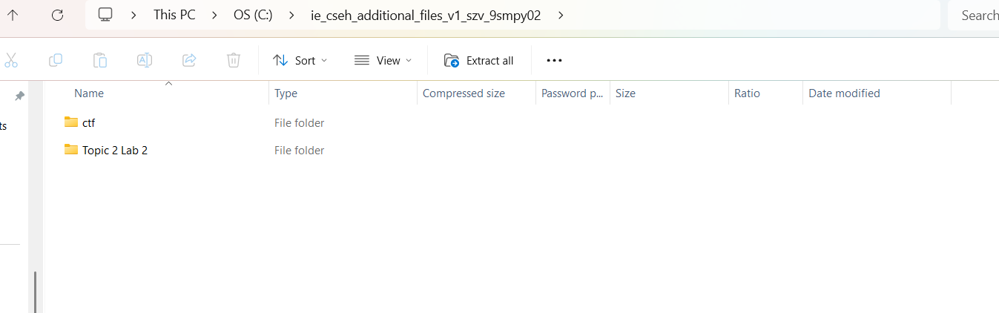 This PC > OS (C:) > ie_cseh_additional_files_v1_szv_9smpy02 > Search
Sort View Extract all ...
Name Type Compressed size Password p... Size Ratio Date modified
ts
ctf File folder
Topic 2 Lab 2 File folder